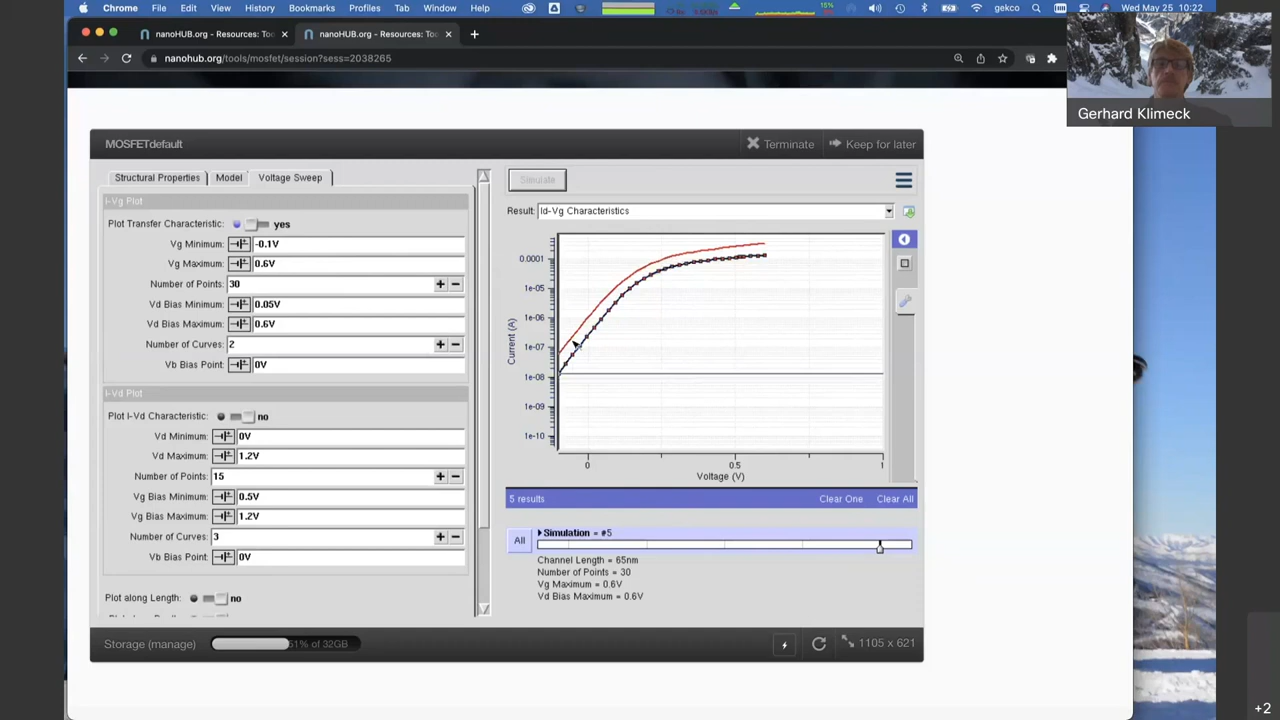 Chrome File Edit View History Bookmarks Profiles Tab Window Help 15% gekco Wed May 25 10:22
nanoHUB.org - Resources: Too × nanoHUB.org - Resources: Too × +
nanohub.org/tools/mosfet/session?sess=2038265
Gerhard Klimeck
MOSFETdefault Terminate Keep for later
Structural Properties Model Voltage Sweep
Simulate
I-Vg Plot
Result: Id-Vg Characteristics
Plot Transfer Characteristic: yes
Vg Minimum: -0.1V
Vg Maximum: 0.6V
Number of Points: 30
Vd Bias Minimum: 0.05V
Vd Bias Maximum: 0.6V
Number of Curves: 2
Vb Bias Point: 0V
I-Vd Plot
Plot I-Vd Characteristic: no
Vd Minimum: 0V
Vd Maximum: 1.2V
Number of Points: 15
Vg Bias Minimum: 0.5V
Vg Bias Maximum: 1.2V
Number of Curves: 3
Vb Bias Point: 0V
Plot along Length: no
Current (A)
0.0001
1e-05
1e-06
1e-07
1e-08
1e-09
1e-10
0 0.5 1
Voltage (V)
5 results Clear One Clear All
All Simulation = #5
Channel Length = 65nm
Number of Points = 30
Vg Maximum = 0.6V
Vd Bias Maximum = 0.6V
Storage (manage) 51% of 32GB 1105 x 621
+2